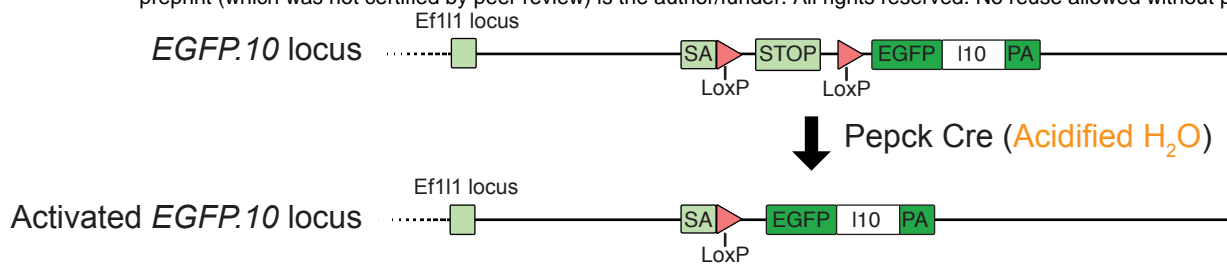 preprint (which was not certified by peer review) is the author/funder. All rights reserved. No reuse allowed without p
Ef1l1 locus
EGFP.10 locus
SA STOP EGFP l10 PA
LoxP LoxP
Pepck Cre (Acidified H₂O)
Ef1l1 locus
Activated EGFP.10 locus
SA EGFP l10 PA
LoxP